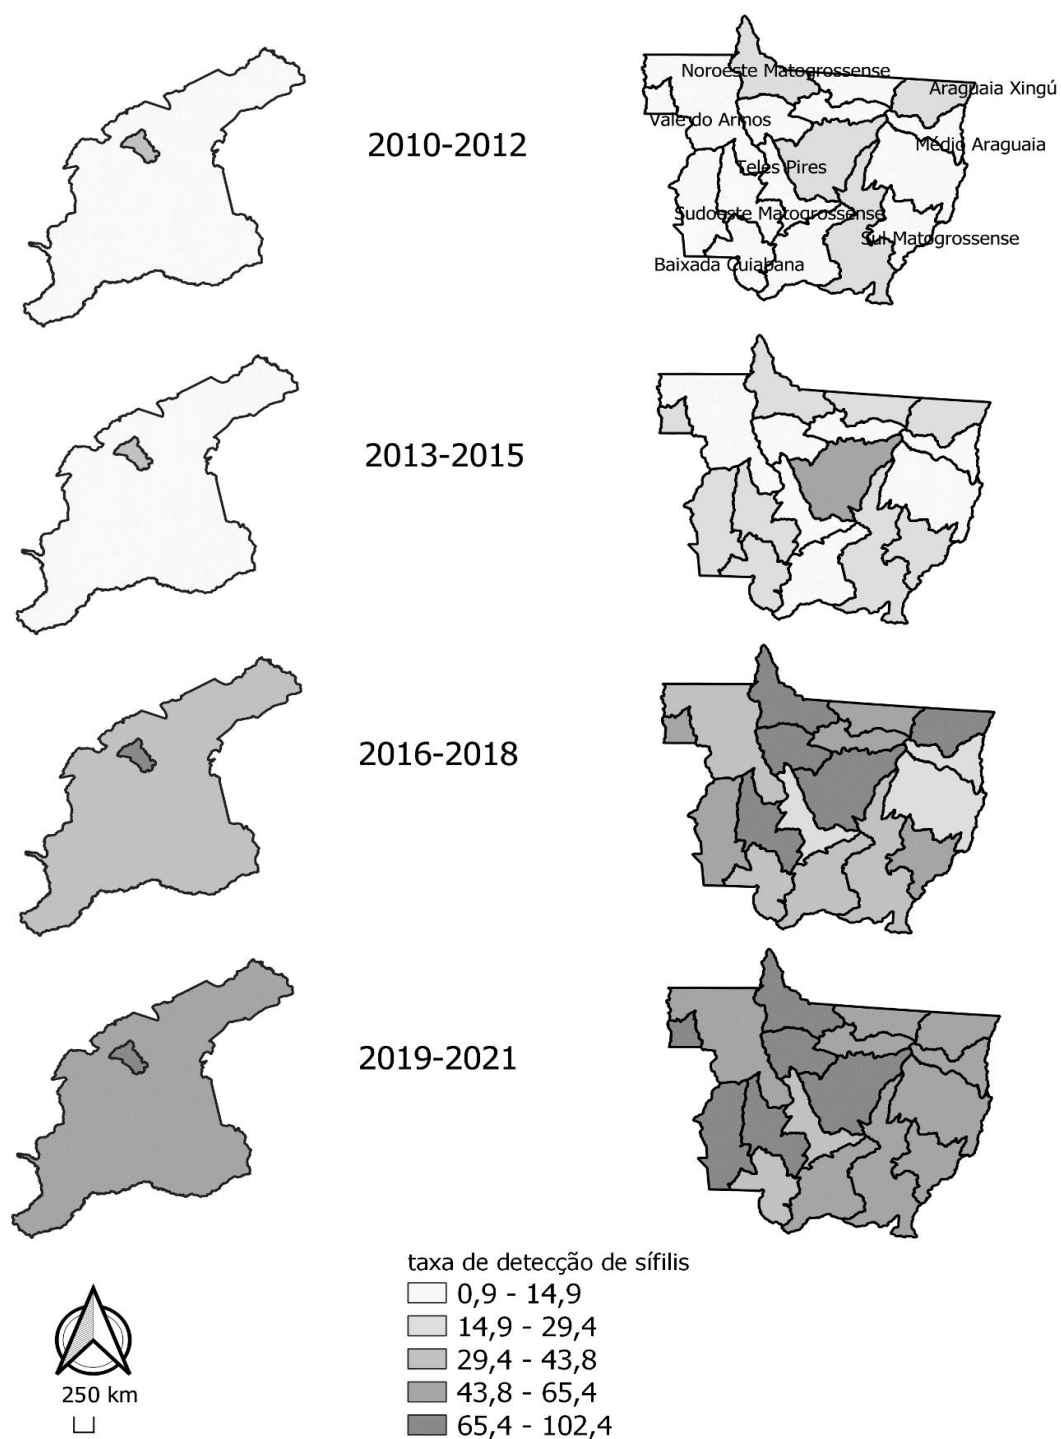 2010-2012
Noroeste Matogrossense
Araguaia Xingú
Vale do Arinos
Médio Araguaia
Teles Pires
Sudoeste Matogrossense
Sul Matogrossense
Baixada Cuiabana
2013-2015
2016-2018
2019-2021
taxa de detecção de sífilis
0,9 - 14,9
14,9 - 29,4
29,4 - 43,8
43,8 - 65,4
65,4 - 102,4
250 km